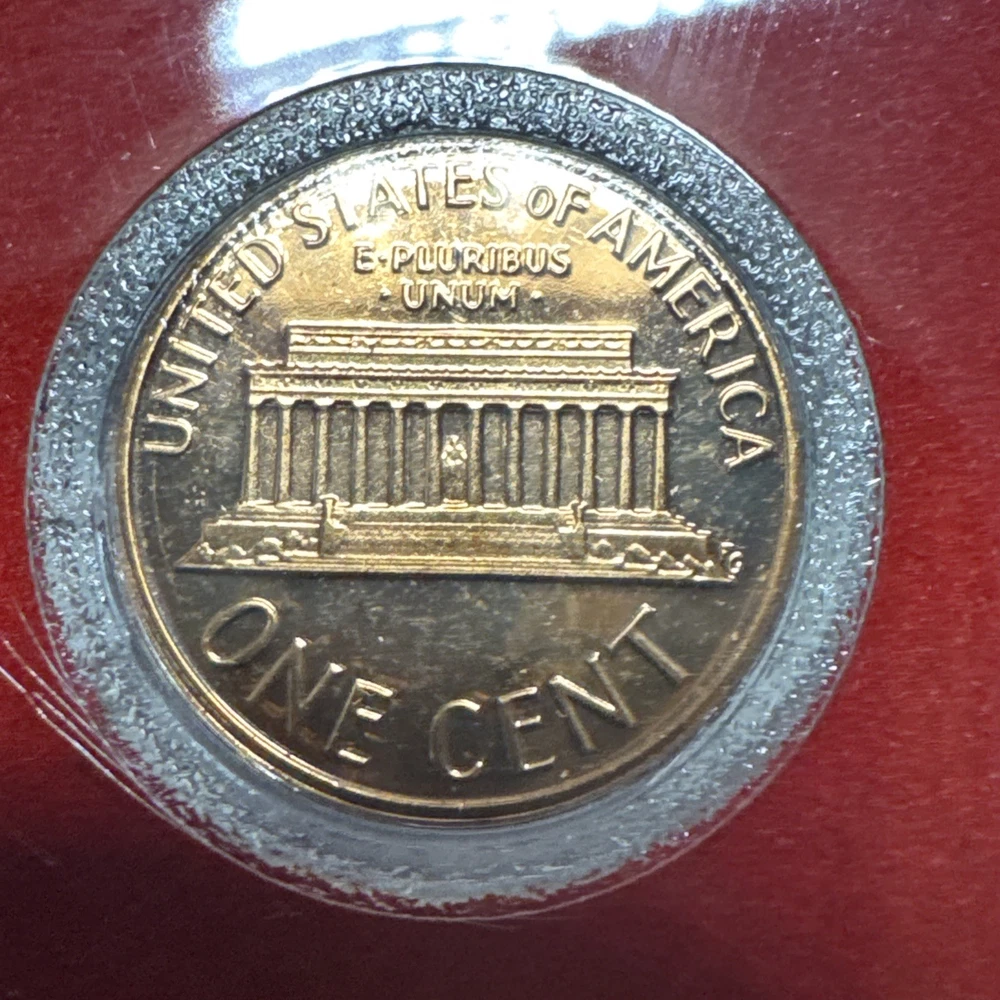 UNITED STATES OF AMERICA
E·PLURIBUS
·UNUM·
ONE CENT